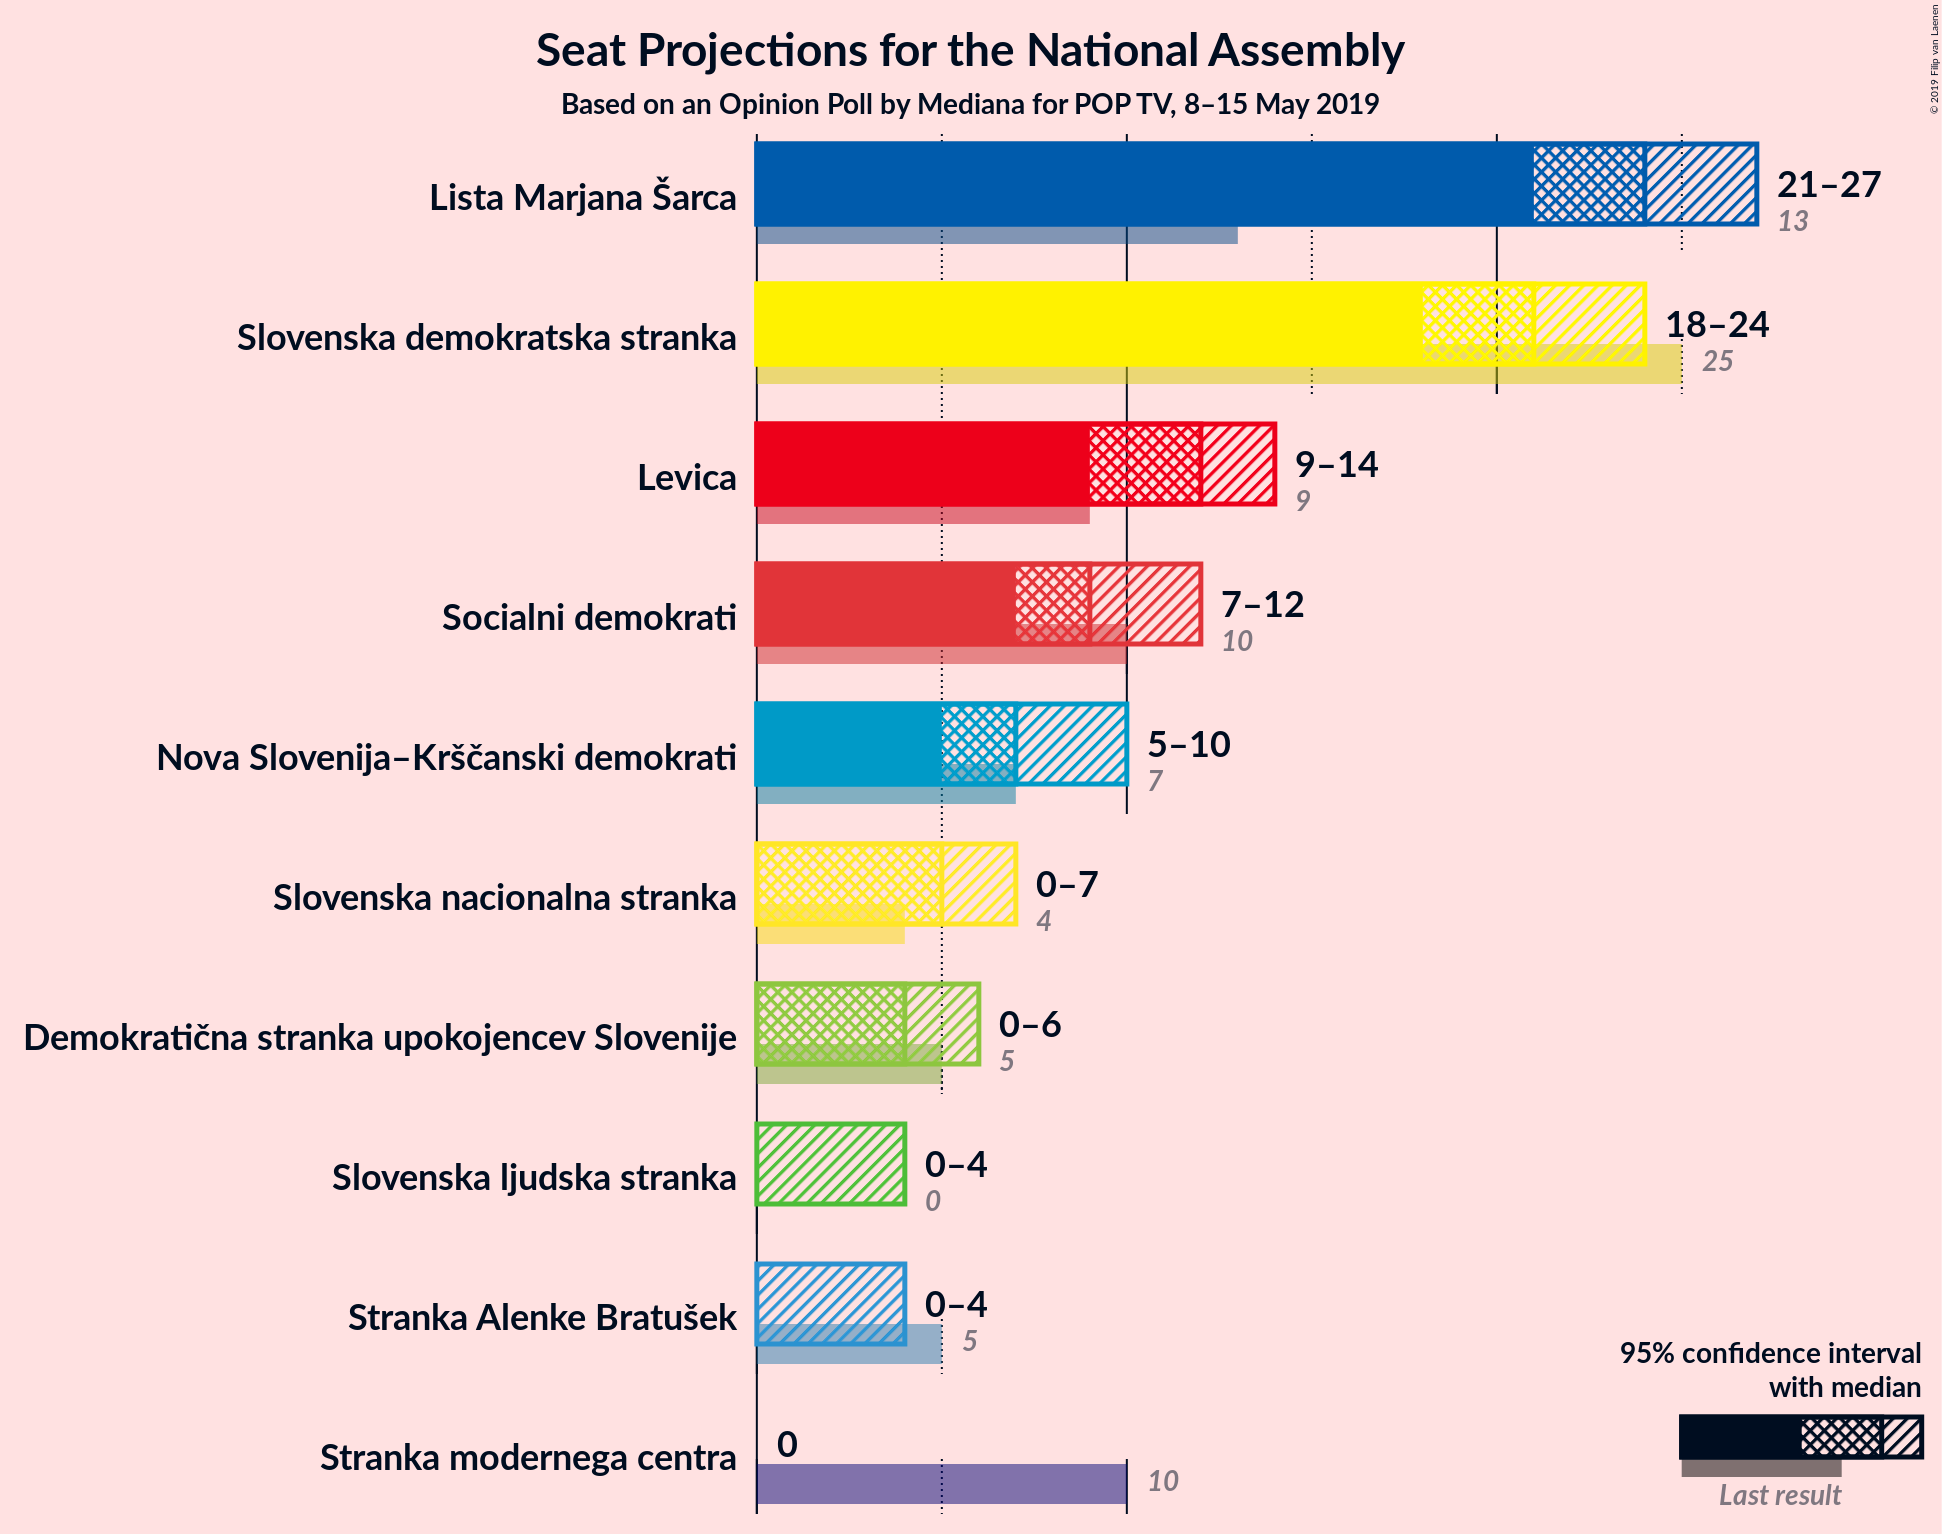 Seat Projections for the National Assembly
Based on an Opinion Poll by Mediana for POP TV, 8–15 May 2019
© 2019 Filip van Laenen
Lista Marjana Šarca
21–27
13
Slovenska demokratska stranka
18–24
25
Levica
9–14
9
Socialni demokrati
7–12
10
Nova Slovenija–Krščanski demokrati
5–10
7
Slovenska nacionalna stranka
0–7
4
Demokratična stranka upokojencev Slovenije
0–6
5
Slovenska ljudska stranka
0–4
0
Stranka Alenke Bratušek
0–4
5
Stranka modernega centra
0
10
95% confidence interval
with median
Last result